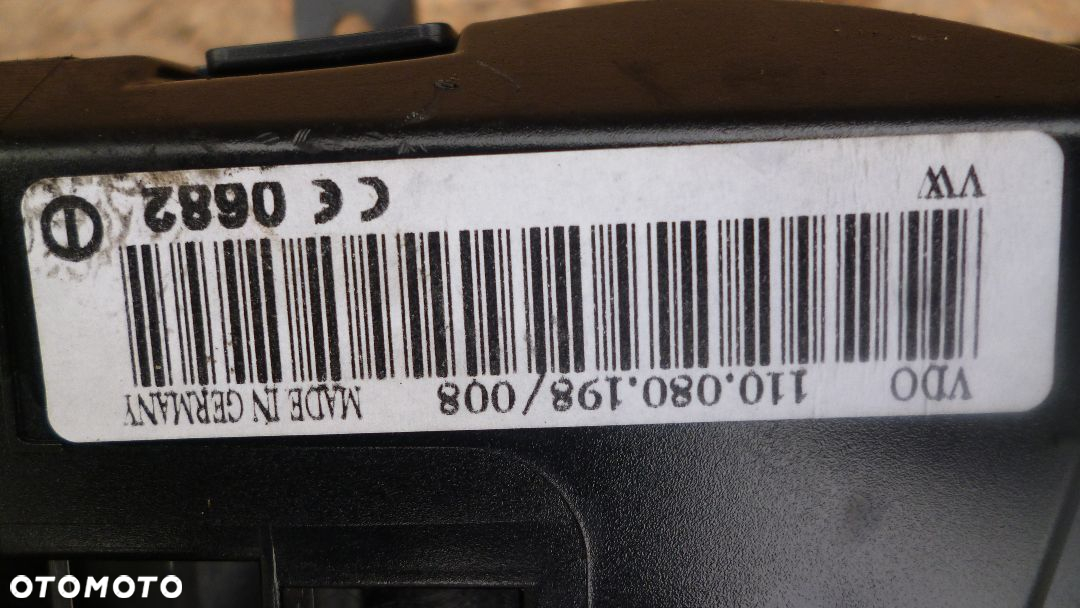 VDO 110.080.198/008 MADE IN GERMANY
VW CE 0682
OTOMOTO